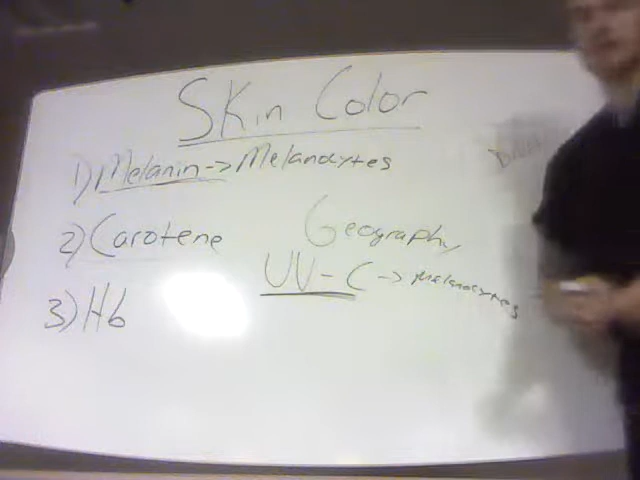 Skin Color
1) Melanin -> Melanocytes
2) Carotene
Geography
UV-C -> Melanocytes
3) Hb